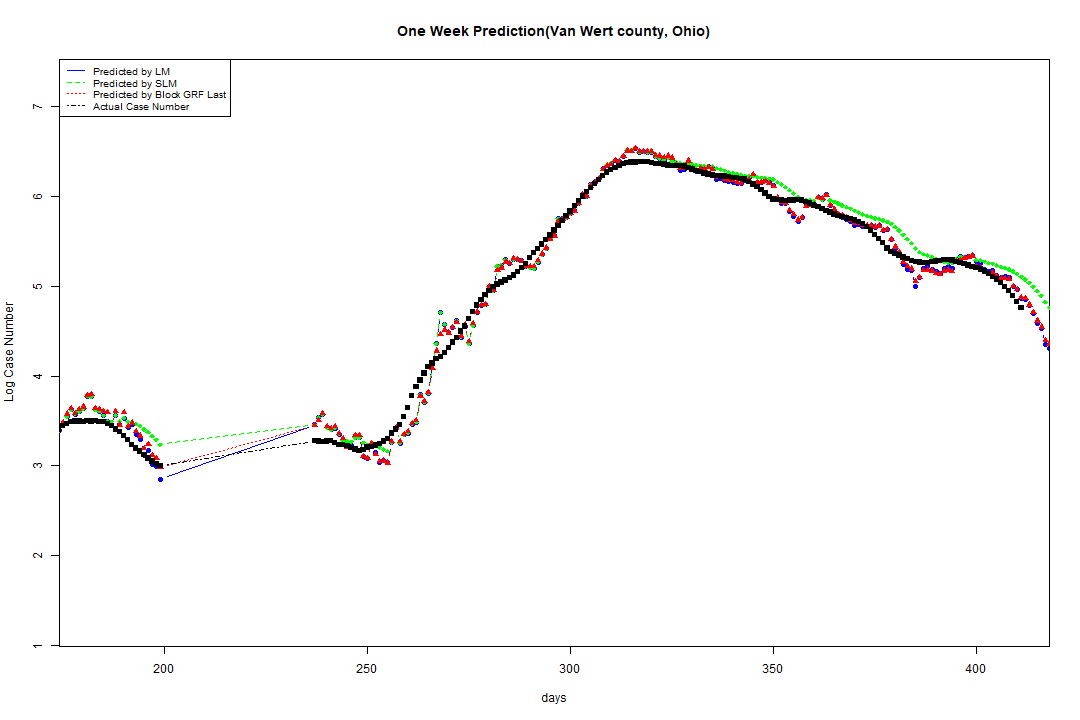 One Week Prediction(Van Wert county, Ohio)
Predicted by LM
Predicted by SLM
Predicted by Block GRF Last
Actual Case Number
7
6
5
4
3
2
1
Log Case Number
200 250 300 350 400
days